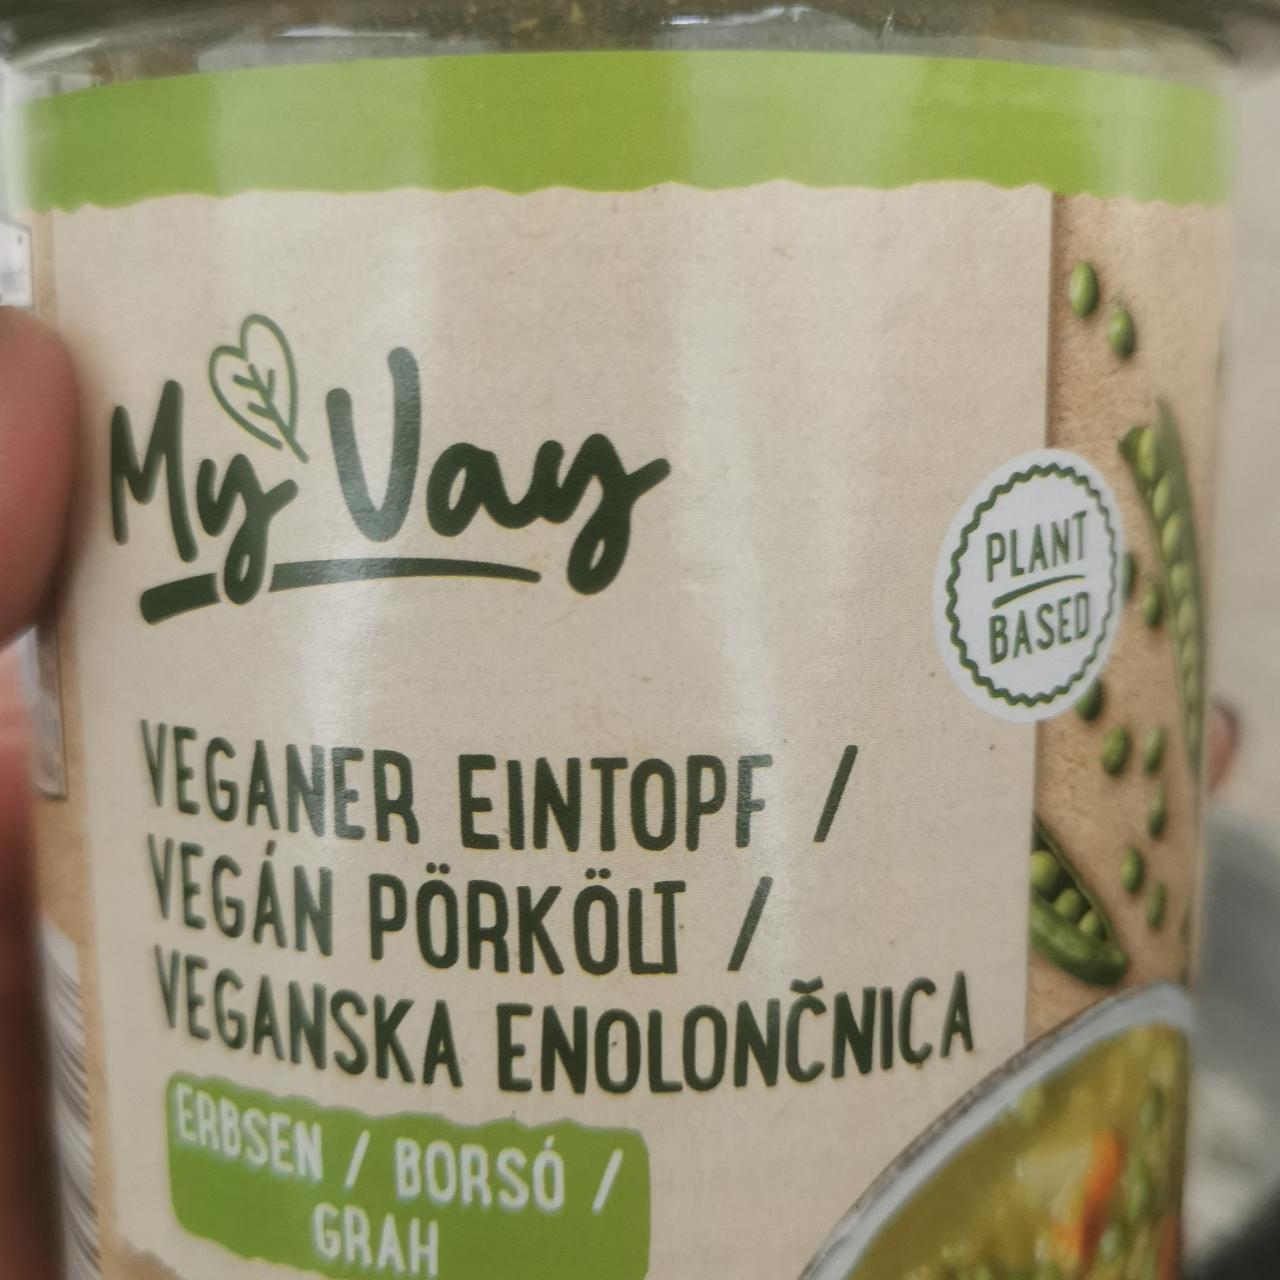 My Vay
PLANT
BASED
VEGANER EINTOPF /
VEGÁN PÖRKÖLT /
VEGANSKA ENOLONČNICA
ERBSEN / BORSÓ /
GRAH